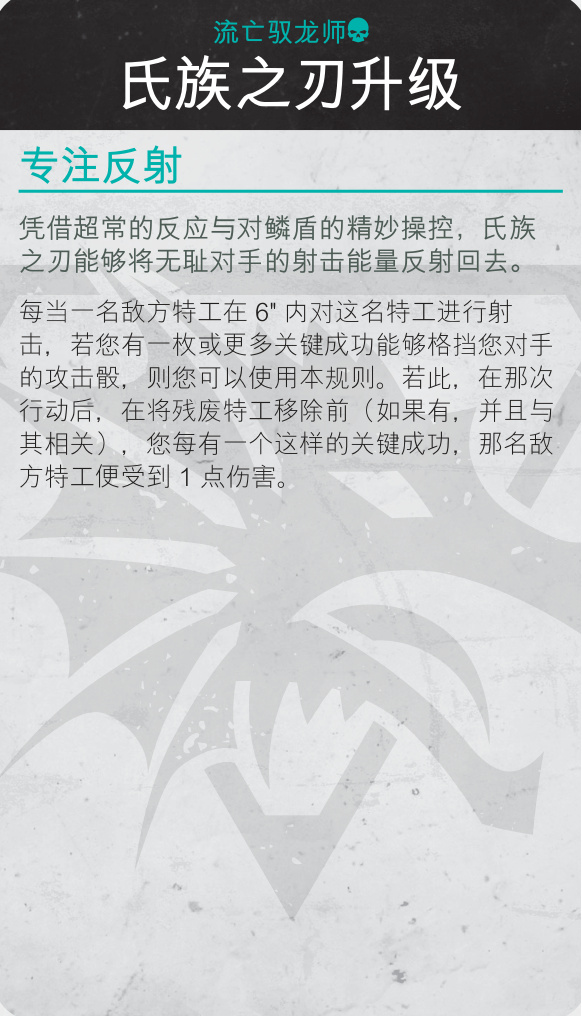 流亡驭龙师
氏族之刃升级
专注反射
凭借超常的反应与对鳞盾的精妙操控，氏族
之刃能够将无耻对手的射击能量反射回去。
每当一名敌方特工在 6" 内对这名特工进行射
击，若您有一枚或更多关键成功能够格挡您对手
的攻击骰，则您可以使用本规则。若此，在那次
行动后，在将残废特工移除前（如果有，并且与
其相关），您每有一个这样的关键成功，那名敌
方特工便受到 1 点伤害。